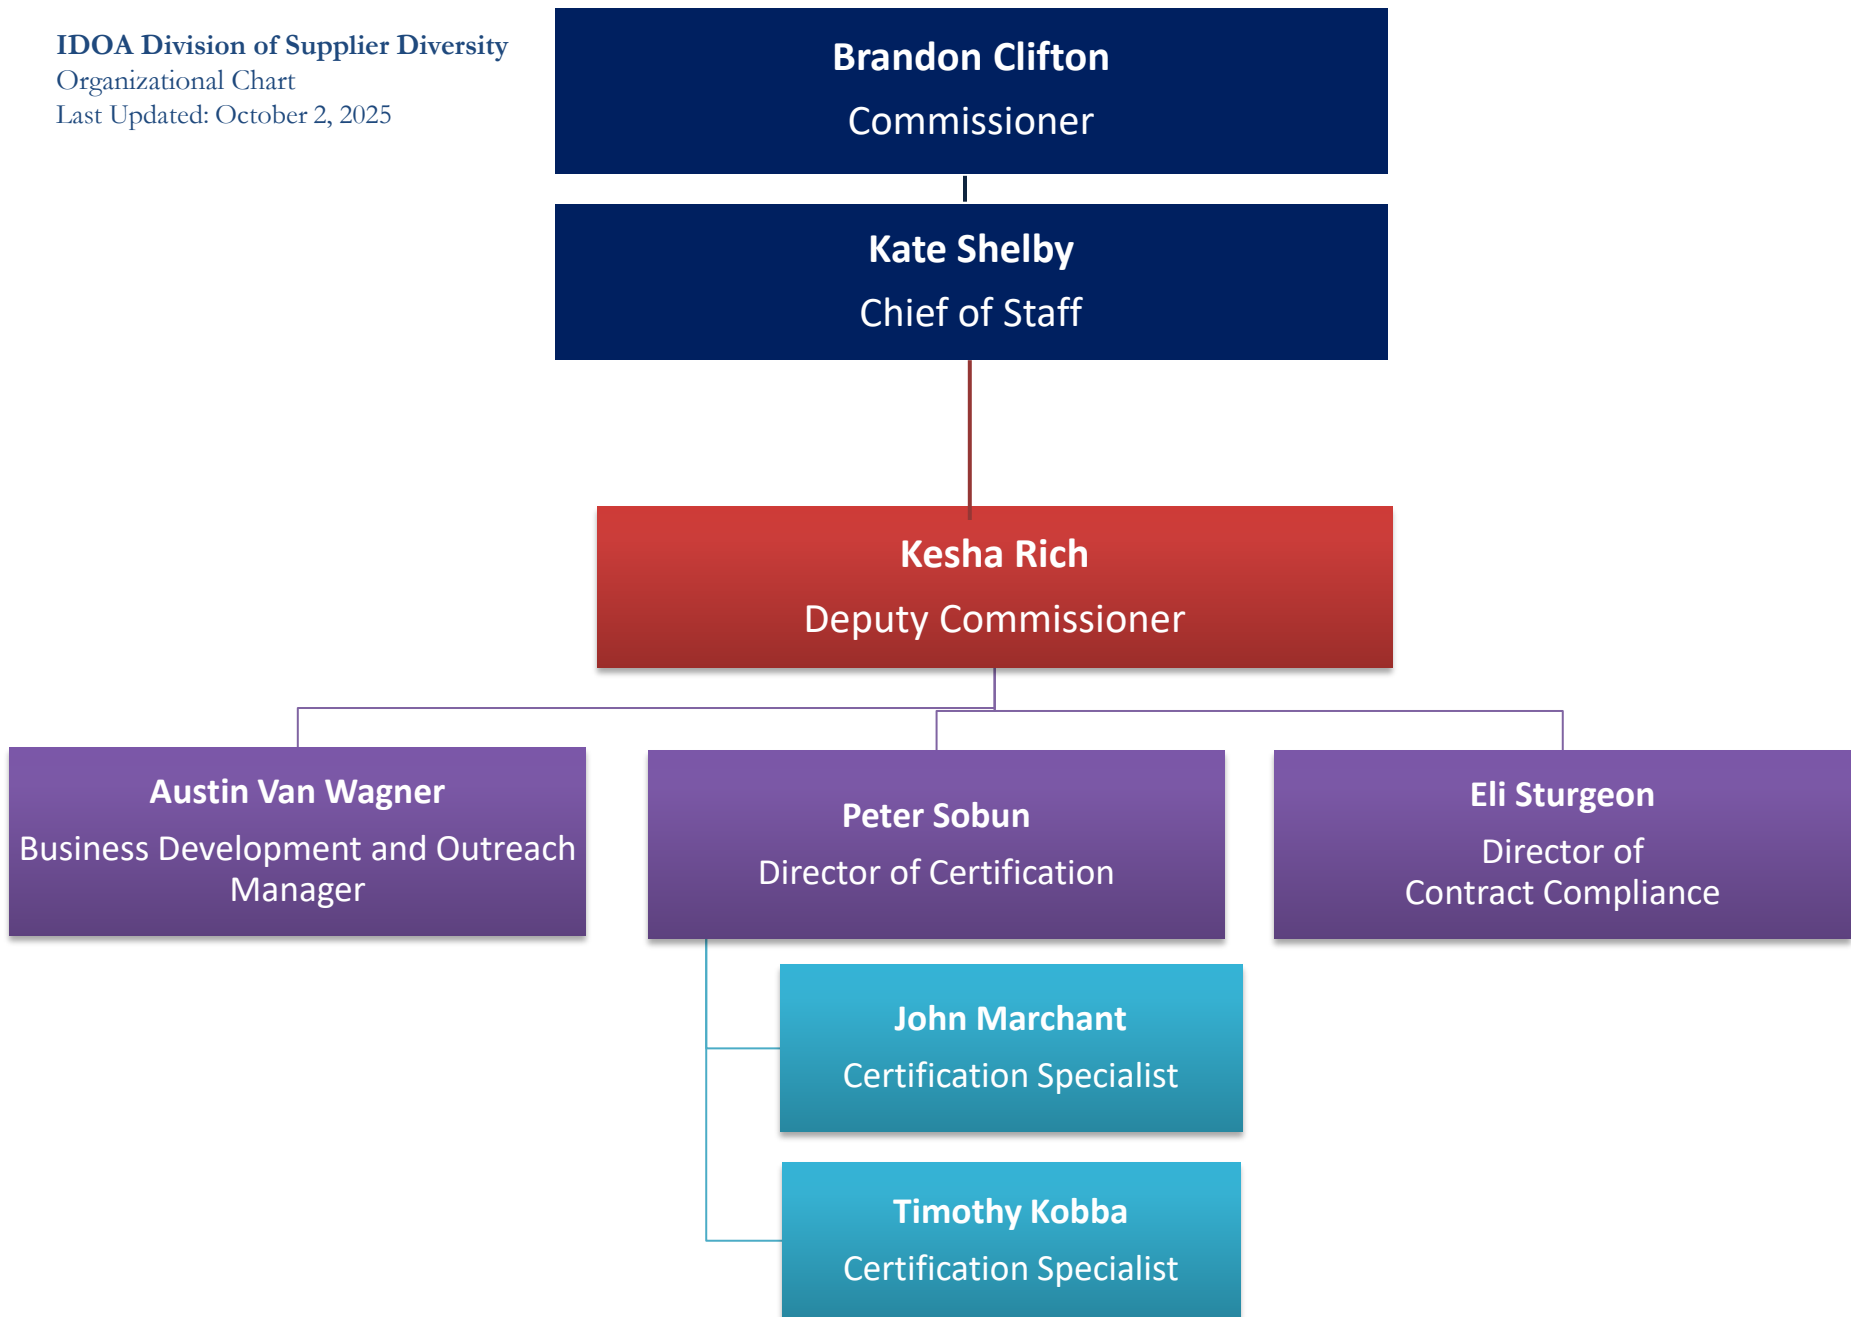 IDOA Division of Supplier Diversity
Organizational Chart
Last Updated: October 2, 2025
Brandon Clifton
Commissioner
Kate Shelby
Chief of Staff
Kesha Rich
Deputy Commissioner
Austin Van Wagner
Business Development and Outreach
Manager
Peter Sobun
Director of Certification
Eli Sturgeon
Director of
Contract Compliance
John Marchant
Certification Specialist
Timothy Kobba
Certification Specialist